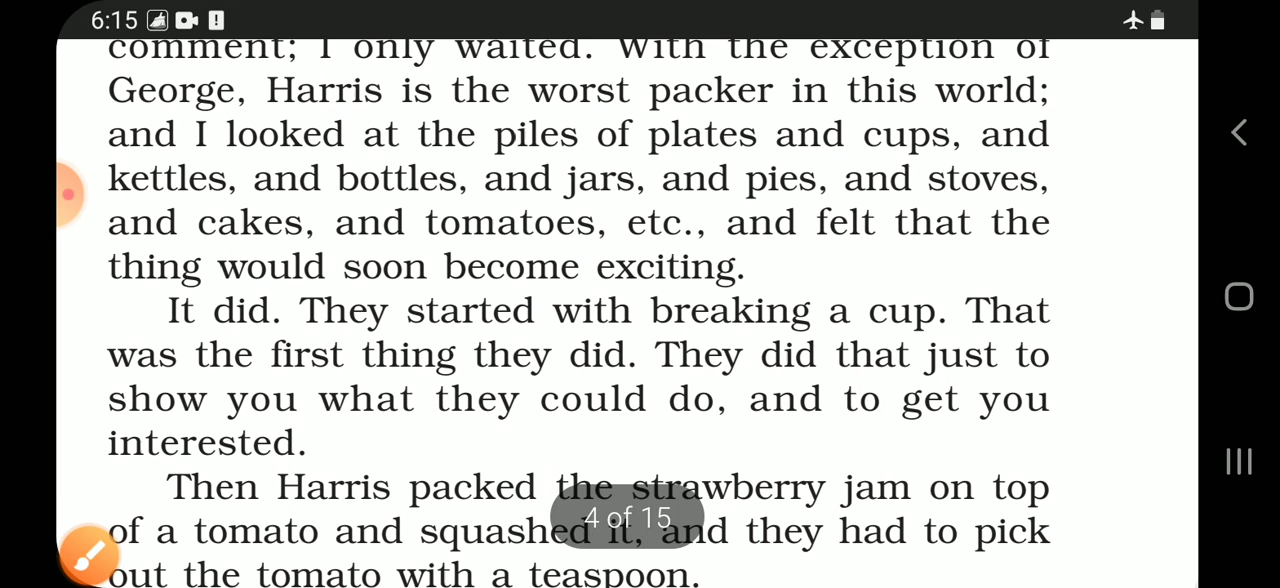 6:15
comment; I only waited. With the exception of
George, Harris is the worst packer in this world;
and I looked at the piles of plates and cups, and
kettles, and bottles, and jars, and pies, and stoves,
and cakes, and tomatoes, etc., and felt that the
thing would soon become exciting.
It did. They started with breaking a cup. That
was the first thing they did. They did that just to
show you what they could do, and to get you
interested.
Then Harris packed the strawberry jam on top
of a tomato and squashed it, and they had to pick
out the tomato with a teaspoon.
4 of 15